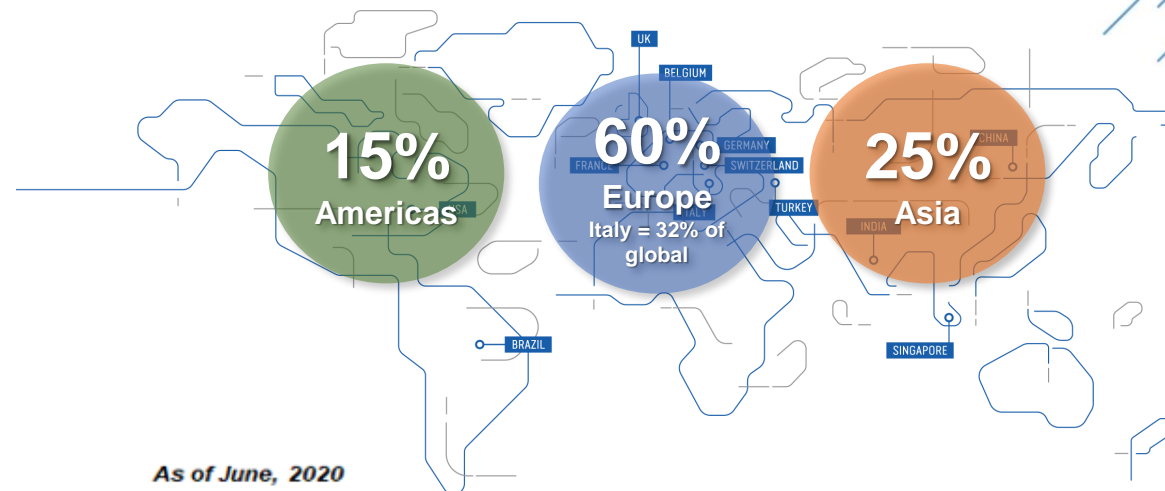 UK
BELGIUM
15%
Americas
USA
60%
Europe
Italy = 32% of
global
GERMANY
FRANCE
SWITZERLAND
ITALY
TURKEY
25%
Asia
CHINA
INDIA
BRAZIL
SINGAPORE
As of June, 2020